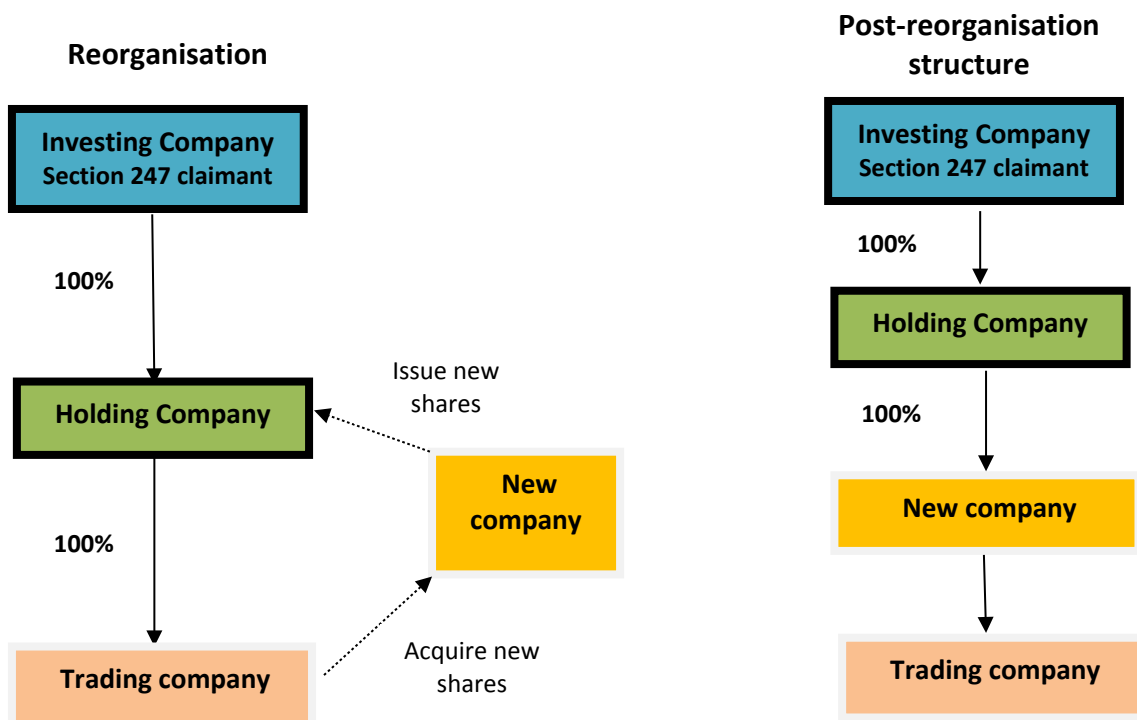 Reorganisation
Investing Company
Section 247 claimant
100%
Holding Company
Issue new
shares
New
company
100%
Acquire new
shares
Trading company
Post-reorganisation
structure
Investing Company
Section 247 claimant
100%
Holding Company
100%
New company
Trading company